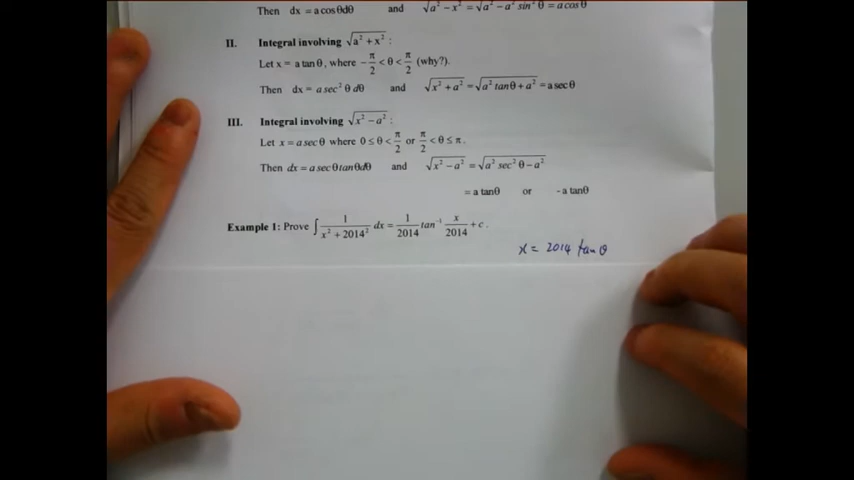 Then dx = a cosθdθ and √a² – x² = √a² – a² sin² θ = a cosθ
II. Integral involving √a² + x² :
Let x = a tanθ, where –π/2 < θ < π/2 (why?).
Then dx = a sec² θ dθ and √x² + a² = √a² tanθ + a² = a secθ
III. Integral involving √x² – a² :
Let x = a secθ where 0 ≤ θ < π/2 or π/2 < θ ≤ π.
Then dx = a secθ tanθdθ and √x² – a² = √a² sec² θ – a²
= a tanθ or - a tanθ
Example 1: Prove ∫ 1/(x² + 2014²) dx = 1/2014 tan⁻¹ x/2014 + c .
x = 2014 tan θ